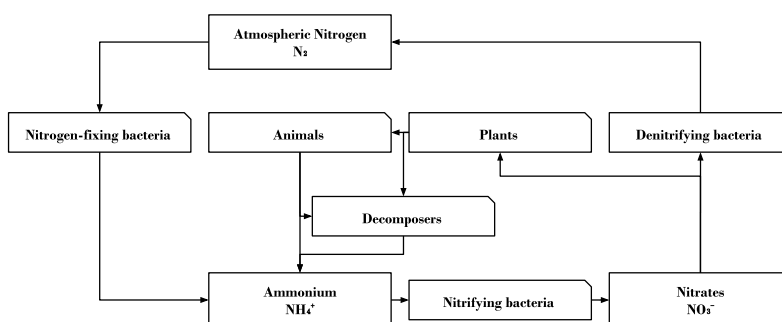 Atmospheric Nitrogen
N₂
Nitrogen-fixing bacteria
Animals
Plants
Denitrifying bacteria
Decomposers
Ammonium
NH₄⁺
Nitrifying bacteria
Nitrates
NO₃⁻